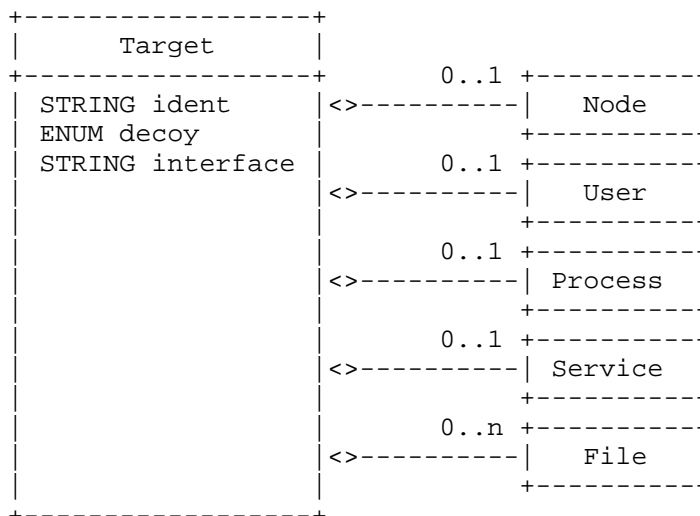 +------------------+
|      Target      |
+------------------+       0..1 +----------
| STRING ident     |<>----------|   Node
| ENUM decoy       |            +----------
| STRING interface |       0..1 +----------
|                  |<>----------|   User
|                  |            +----------
|                  |       0..1 +----------
|                  |<>----------| Process
|                  |            +----------
|                  |       0..1 +----------
|                  |<>----------| Service
|                  |            +----------
|                  |       0..n +----------
|                  |<>----------|   File
|                  |            +----------
+------------------+